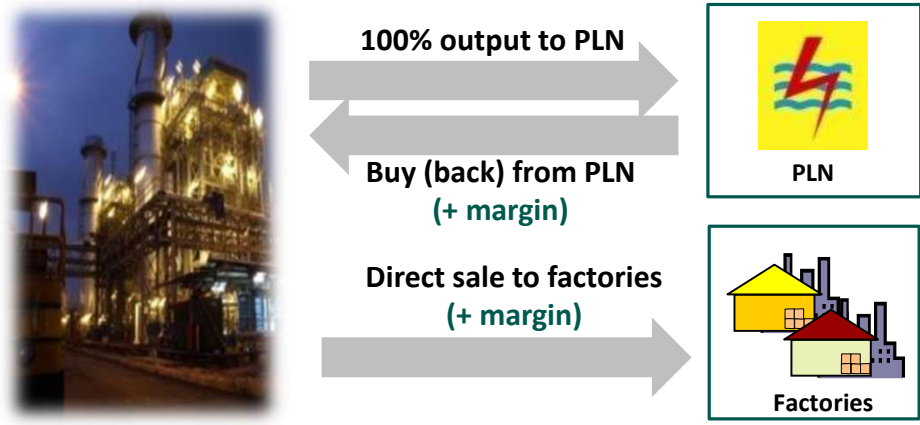 100% output to PLN
Buy (back) from PLN
(+ margin)
PLN
Direct sale to factories
(+ margin)
Factories